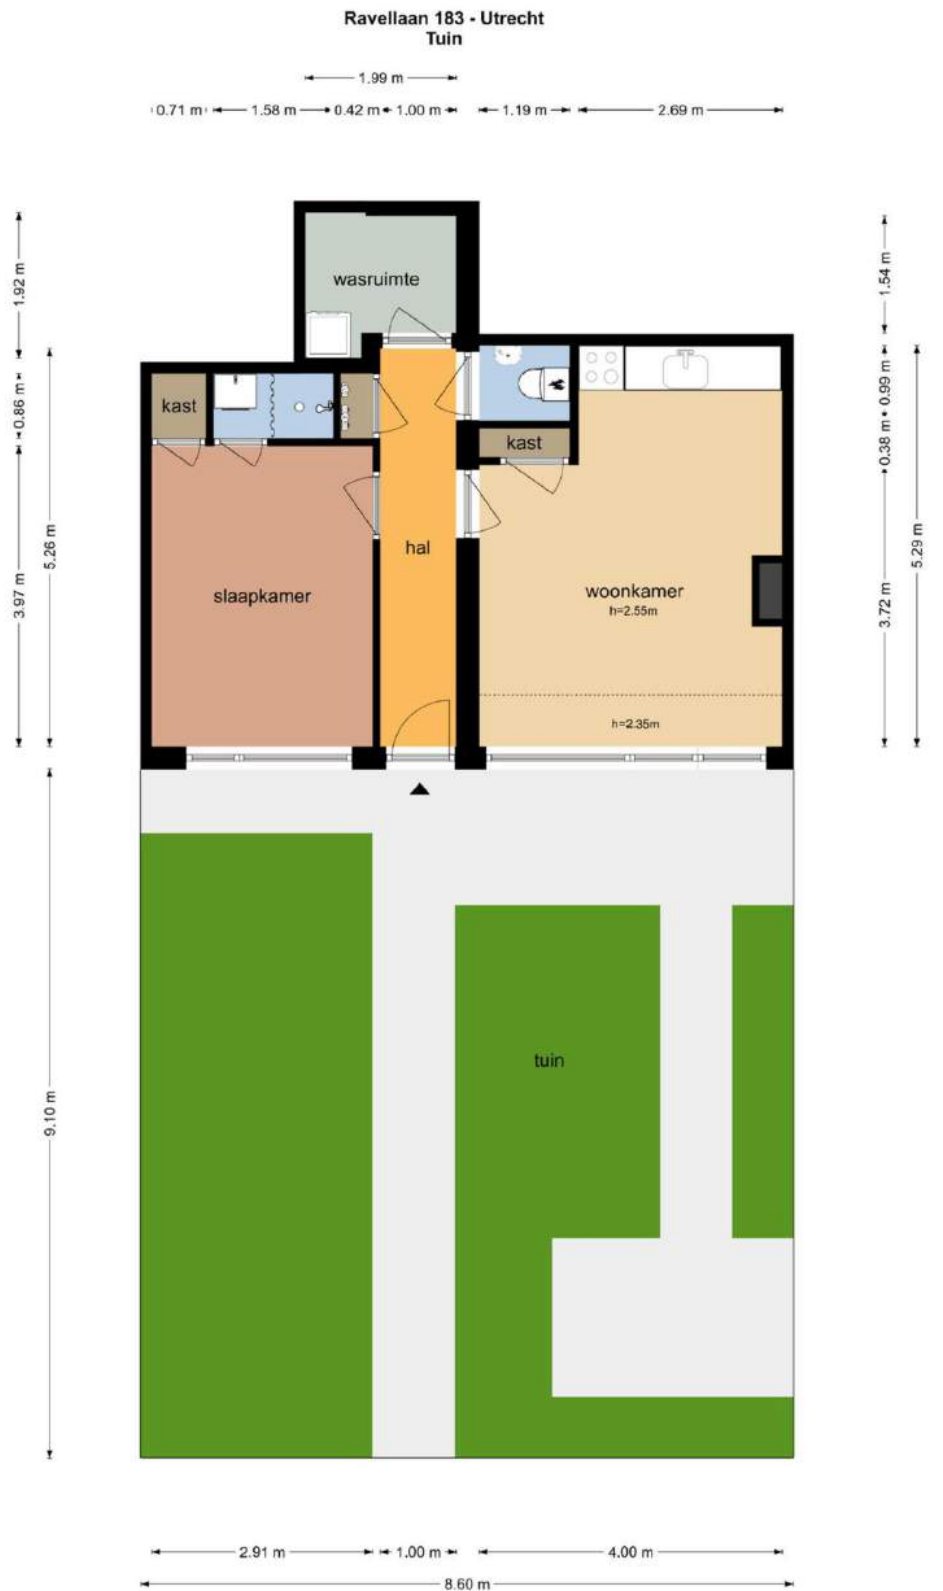 Ravellaan 183 - Utrecht
Tuin
1.99 m
0.71 m 1.58 m 0.42 m 1.00 m 1.19 m 2.69 m
1.92 m
0.86 m
3.97 m
5.26 m
9.10 m
wasruimte
kast
kast
hal
slaapkamer
woonkamer
h=2.55m
h=2.35m
1.54 m
0.99 m
0.38 m
3.72 m
5.29 m
tuin
2.91 m 1.00 m 4.00 m
8.60 m